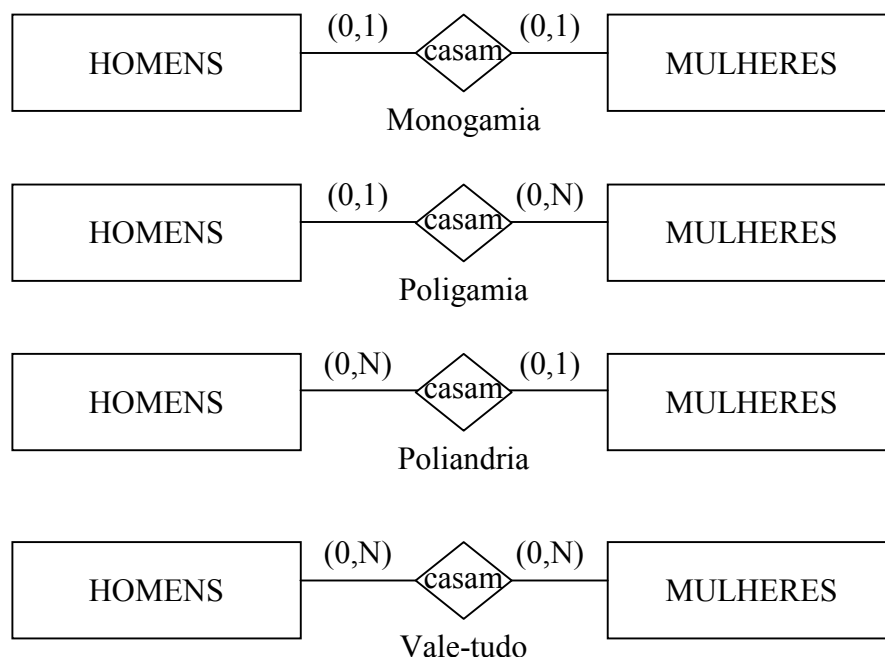 (0,1) (0,1)
HOMENS casam MULHERES
Monogamia
(0,1) (0,N)
HOMENS casam MULHERES
Poligamia
(0,N) (0,1)
HOMENS casam MULHERES
Poliandria
(0,N) (0,N)
HOMENS casam MULHERES
Vale-tudo